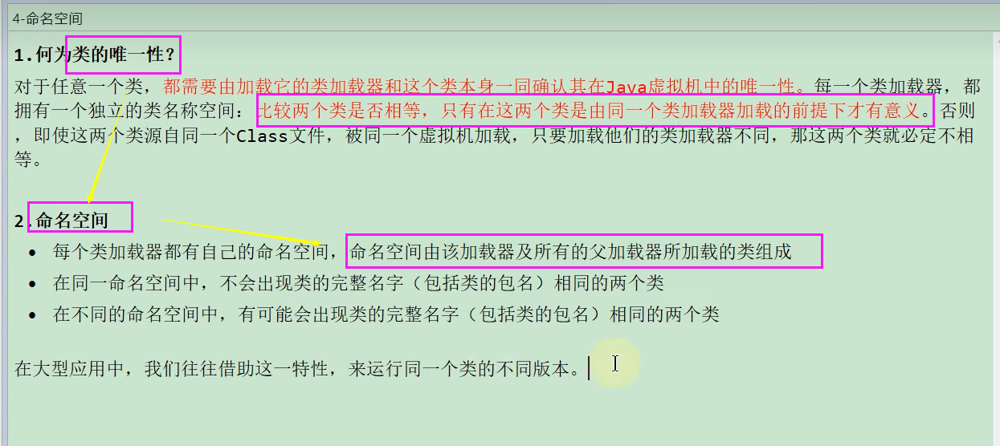 4-命名空间
1.何为类的唯一性？
对于任意一个类，都需要由加载它的类加载器和这个类本身一同确认其在Java虚拟机中的唯一性。每一个类加载器，都
拥有一个独立的类名称空间：比较两个类是否相等，只有在这两个类是由同一个类加载器加载的前提下才有意义。否则
，即使这两个类源自同一个Class文件，被同一个虚拟机加载，只要加载他们的类加载器不同，那这两个类就必定不相
等。
2.命名空间
• 每个类加载器都有自己的命名空间，命名空间由该加载器及所有的父加载器所加载的类组成
• 在同一命名空间中，不会出现类的完整名字（包括类的包名）相同的两个类
• 在不同的命名空间中，有可能会出现类的完整名字（包括类的包名）相同的两个类
在大型应用中，我们往往借助这一特性，来运行同一个类的不同版本。